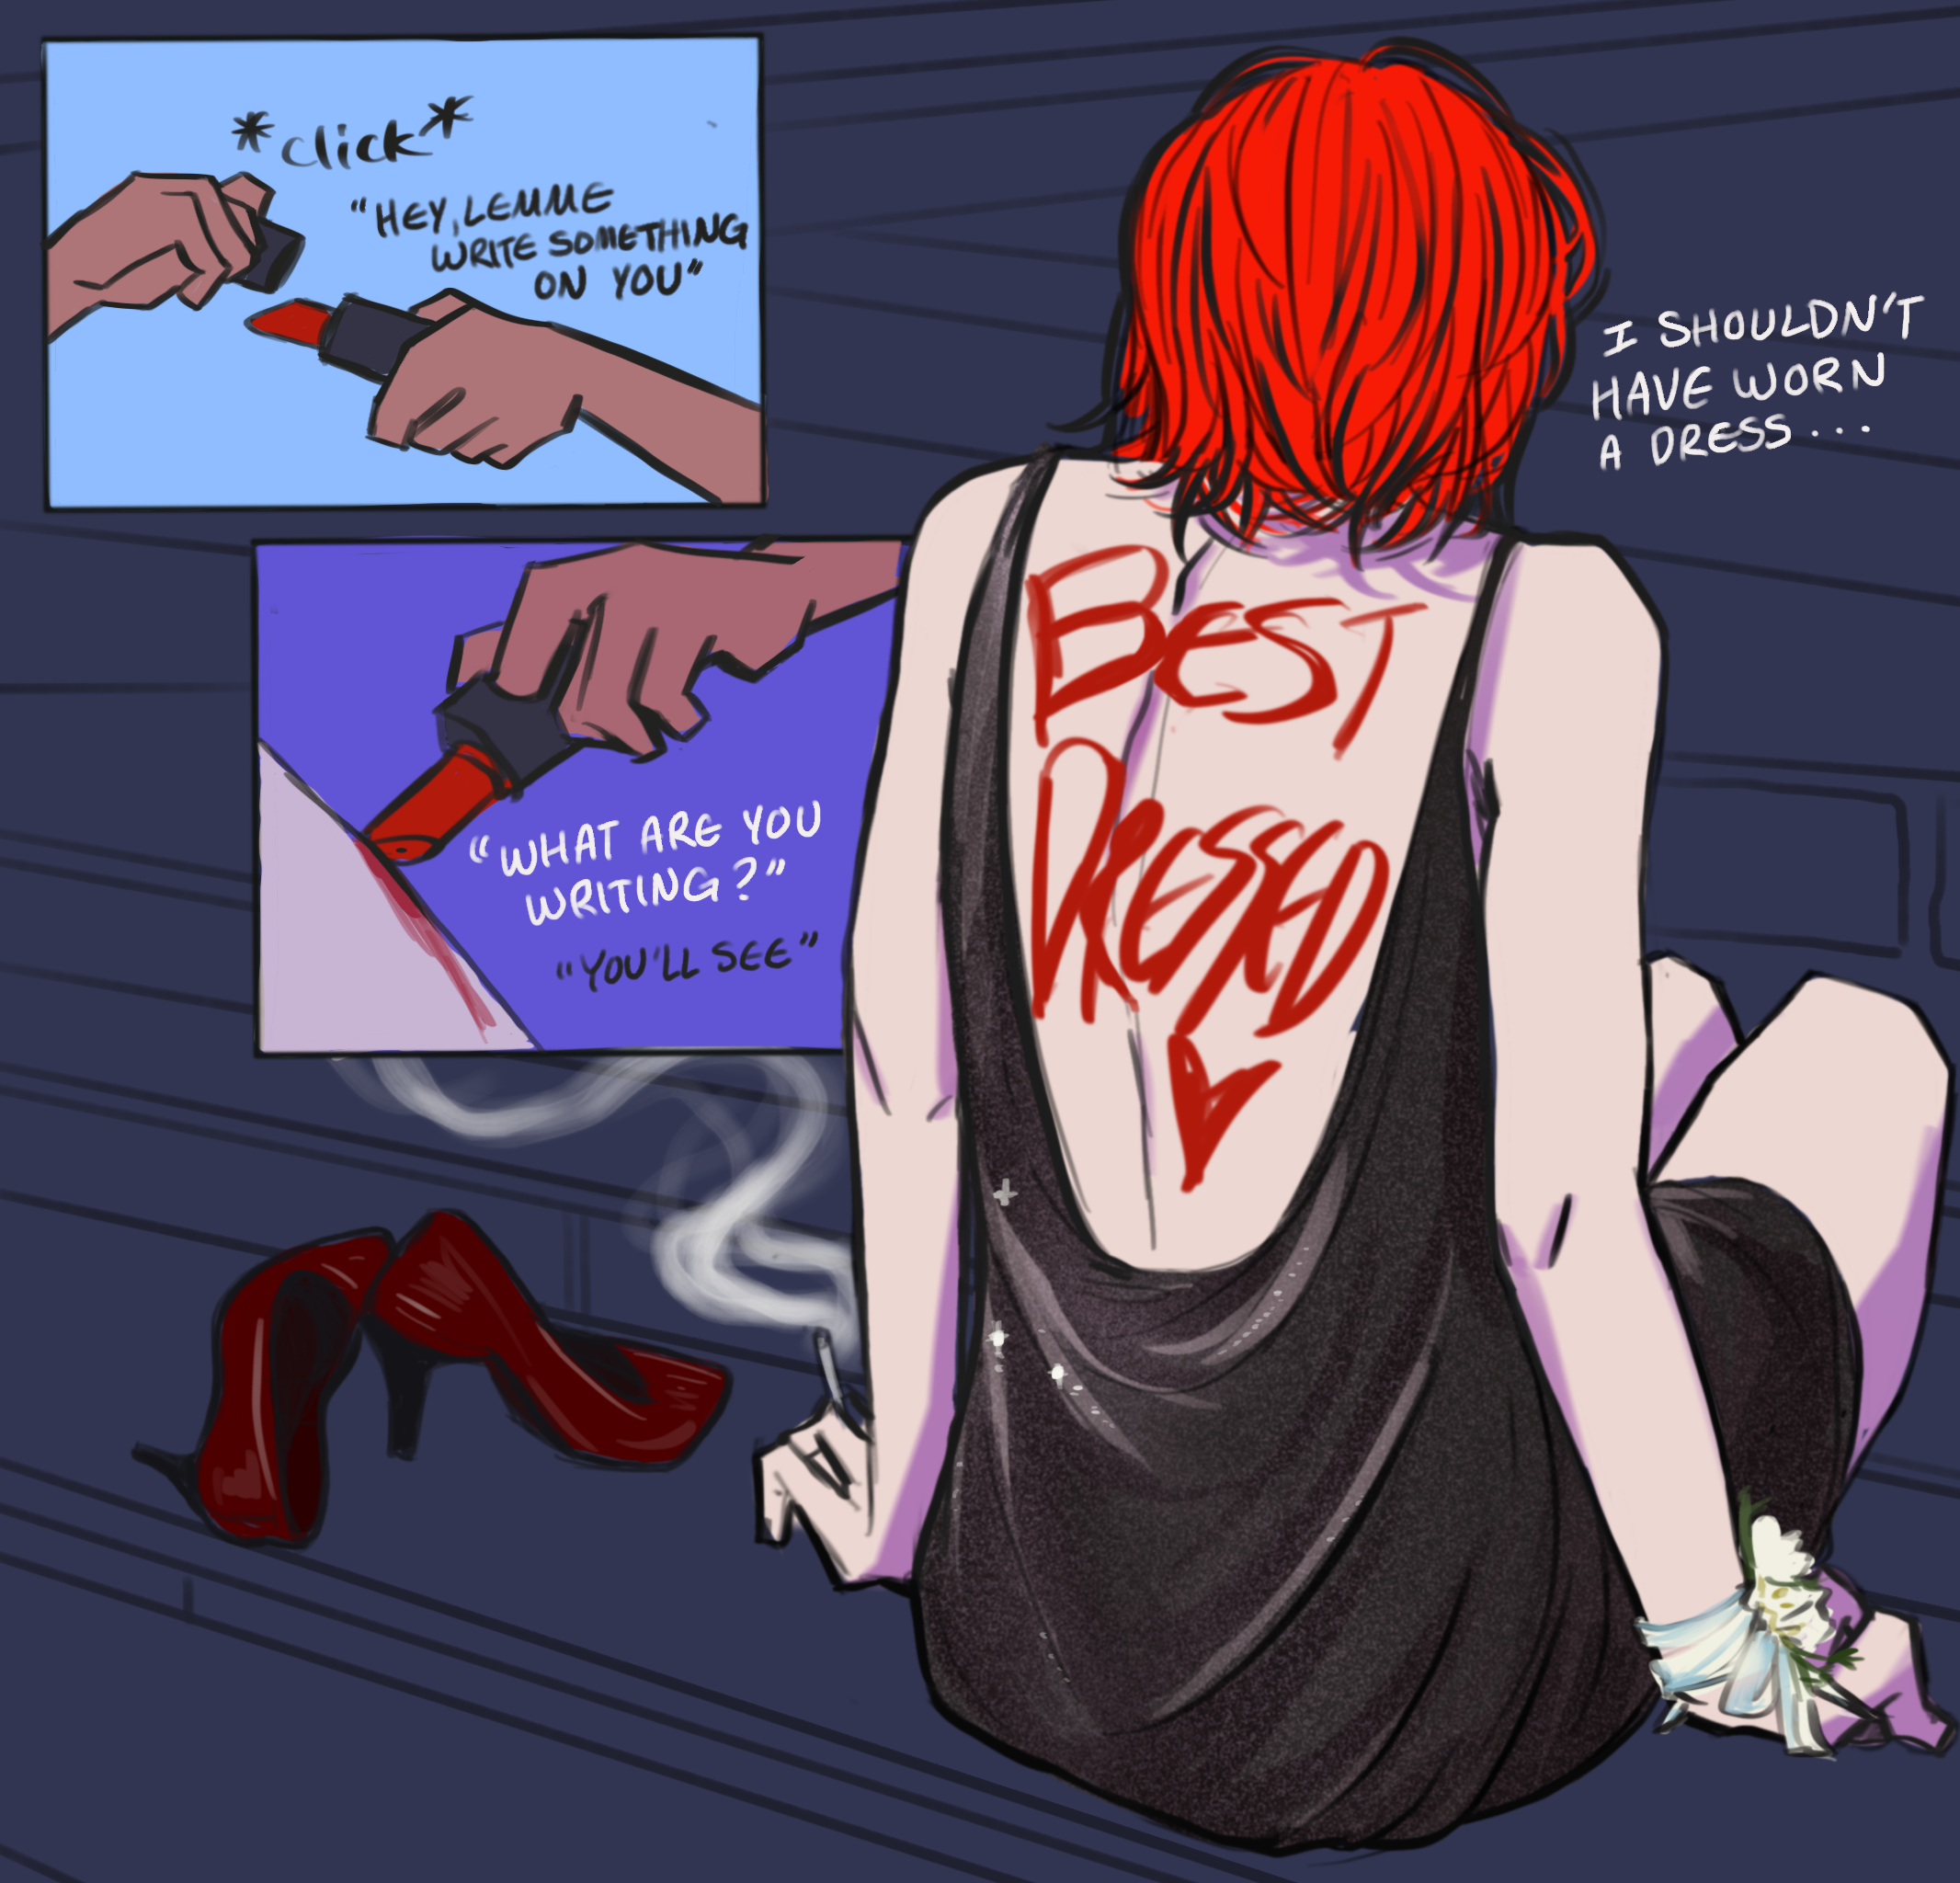 *click*
"HEY, LEMME
WRITE SOMETHING
ON YOU"
"WHAT ARE YOU
WRITING?"
"YOU'LL SEE"
BEST
DRESSED
I SHOULDN'T
HAVE WORN
A DRESS...